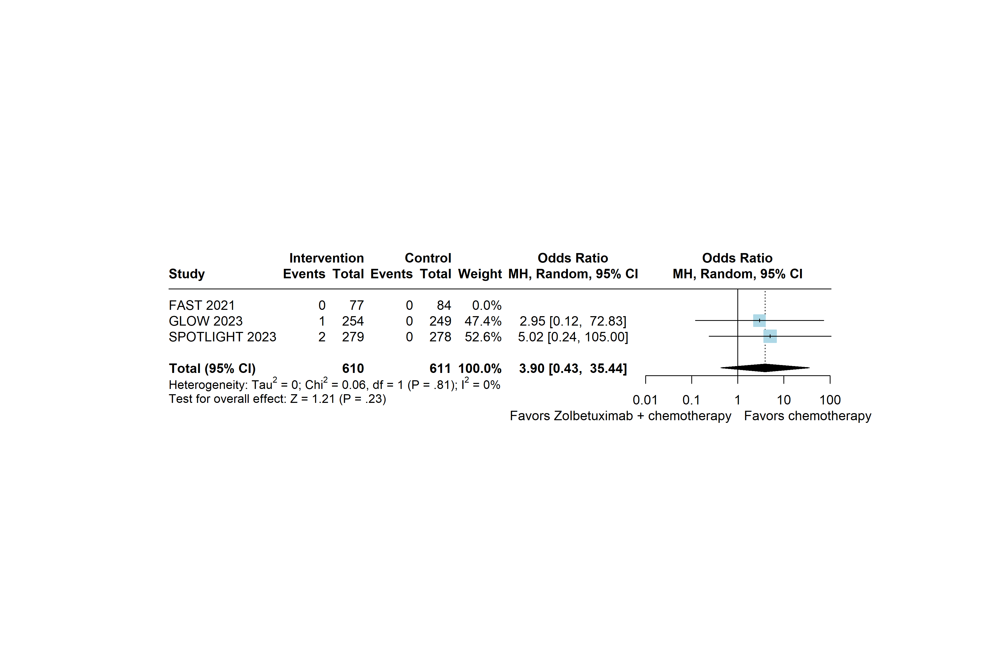 Intervention Control Odds Ratio Odds Ratio
Study Events Total Events Total Weight MH, Random, 95% CI MH, Random, 95% CI
FAST 2021 0 77 0 84 0.0%
GLOW 2023 1 254 0 249 47.4% 2.95 [0.12, 72.83]
SPOTLIGHT 2023 2 279 0 278 52.6% 5.02 [0.24, 105.00]
Total (95% CI) 610 611 100.0% 3.90 [0.43, 35.44]
Heterogeneity: Tau² = 0; Chi² = 0.06, df = 1 (P = .81); I² = 0%
Test for overall effect: Z = 1.21 (P = .23)
0.01 0.1 1 10 100
Favors Zolbetuximab + chemotherapy Favors chemotherapy